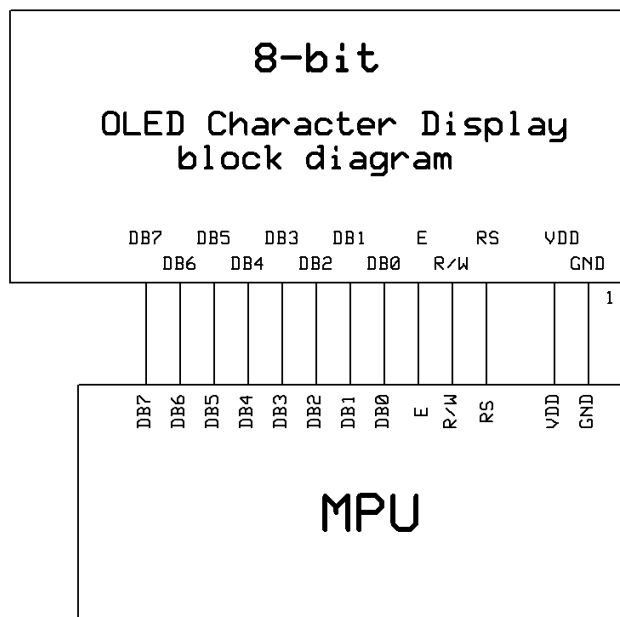 8-bit
OLED Character Display
block diagram
DB7 DB5 DB3 DB1 E RS VDD
DB6 DB4 DB2 DB0 R/W GND
1
DB7 DB6 DB5 DB4 DB3 DB2 DB1 DB0 E R/W RS VDD GND
MPU